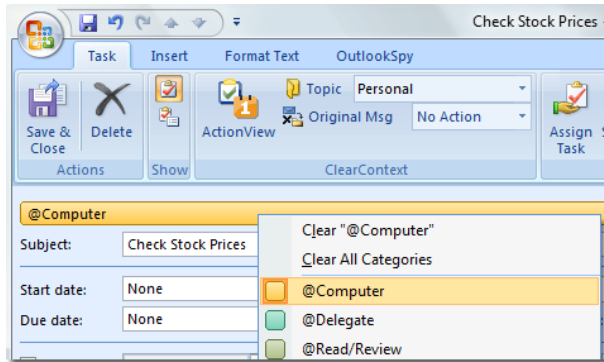 Check Stock Prices
Task Insert Format Text OutlookSpy
Save & Close
Delete
ActionView
1
Topic Personal
Original Msg No Action
Assign Task
Actions Show ClearContext
@Computer
Subject: Check Stock Prices
Start date: None
Due date: None
Clear "@Computer"
Clear All Categories
@Computer
@Delegate
@Read/Review